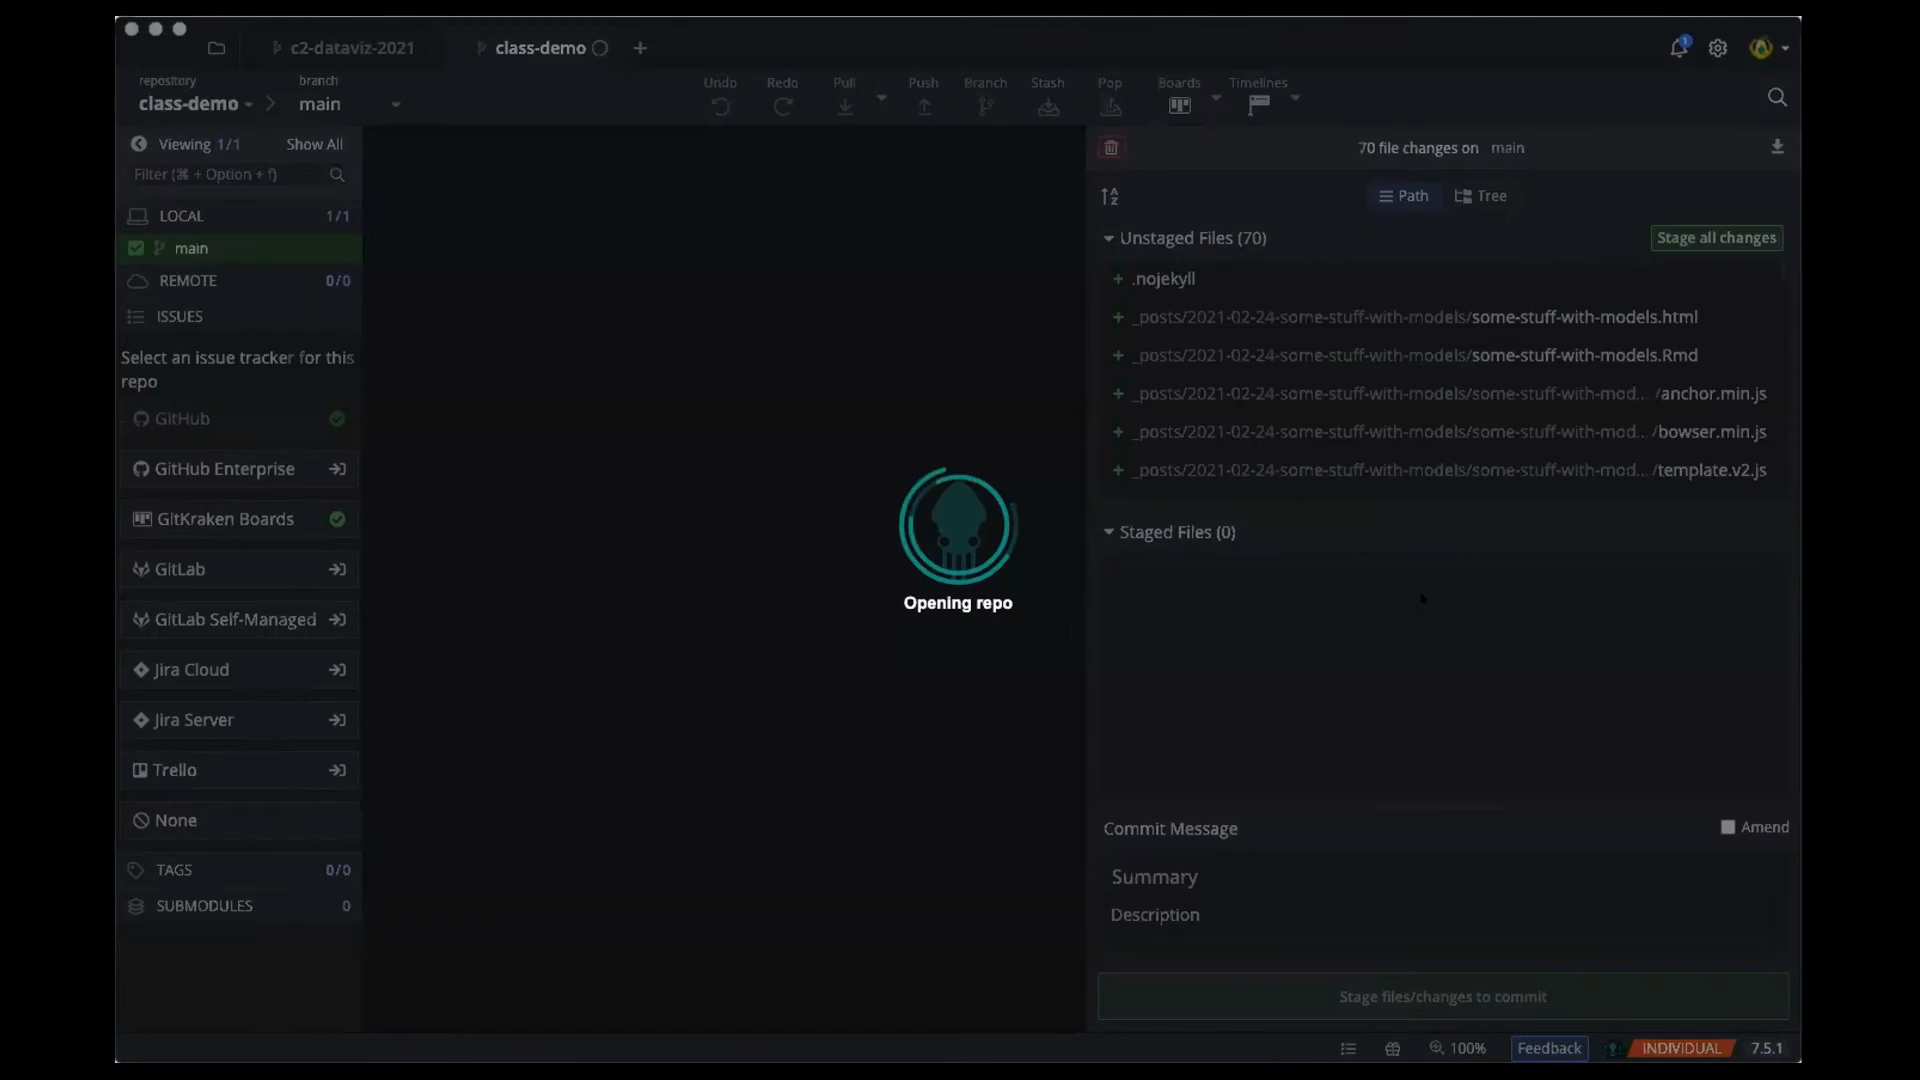 c2-dataviz-2021
class-demo
repository
class-demo
branch
main
Undo
Redo
Pull
Push
Branch
Stash
Pop
Boards
Timelines
Viewing 1/1
Show All
Filter (⌘ + Option + f)
LOCAL
1/1
main
REMOTE
0/0
ISSUES
Select an issue tracker for this
repo
GitHub
GitHub Enterprise
GitKraken Boards
GitLab
GitLab Self-Managed
Jira Cloud
Jira Server
Trello
None
TAGS
0/0
SUBMODULES
0
Opening repo
1
70 file changes on main
Path
Tree
Unstaged Files (70)
Stage all changes
.nojekyll
_posts/2021-02-24-some-stuff-with-models/some-stuff-with-models.html
_posts/2021-02-24-some-stuff-with-models/some-stuff-with-models.Rmd
_posts/2021-02-24-some-stuff-with-models/some-stuff-with-mod... /anchor.min.js
_posts/2021-02-24-some-stuff-with-models/some-stuff-with-mod... /bowser.min.js
_posts/2021-02-24-some-stuff-with-models/some-stuff-with-mod... /template.v2.js
Staged Files (0)
Commit Message
Amend
Summary
Description
Stage files/changes to commit
100%
Feedback
INDIVIDUAL
7.5.1